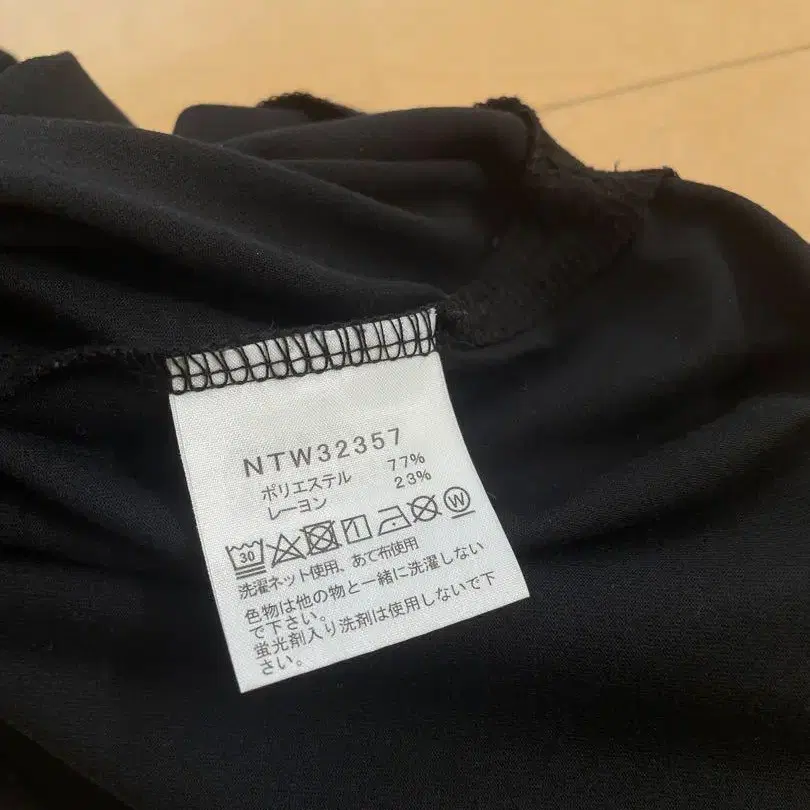 NTW32357
ポリエステル 77%
レーヨン 23%
30 W
洗濯ネット使用、あて布使用
色物は他の物と一緒に洗濯しない
で下さい。
蛍光剤入り洗剤は使用しないで下
さい。